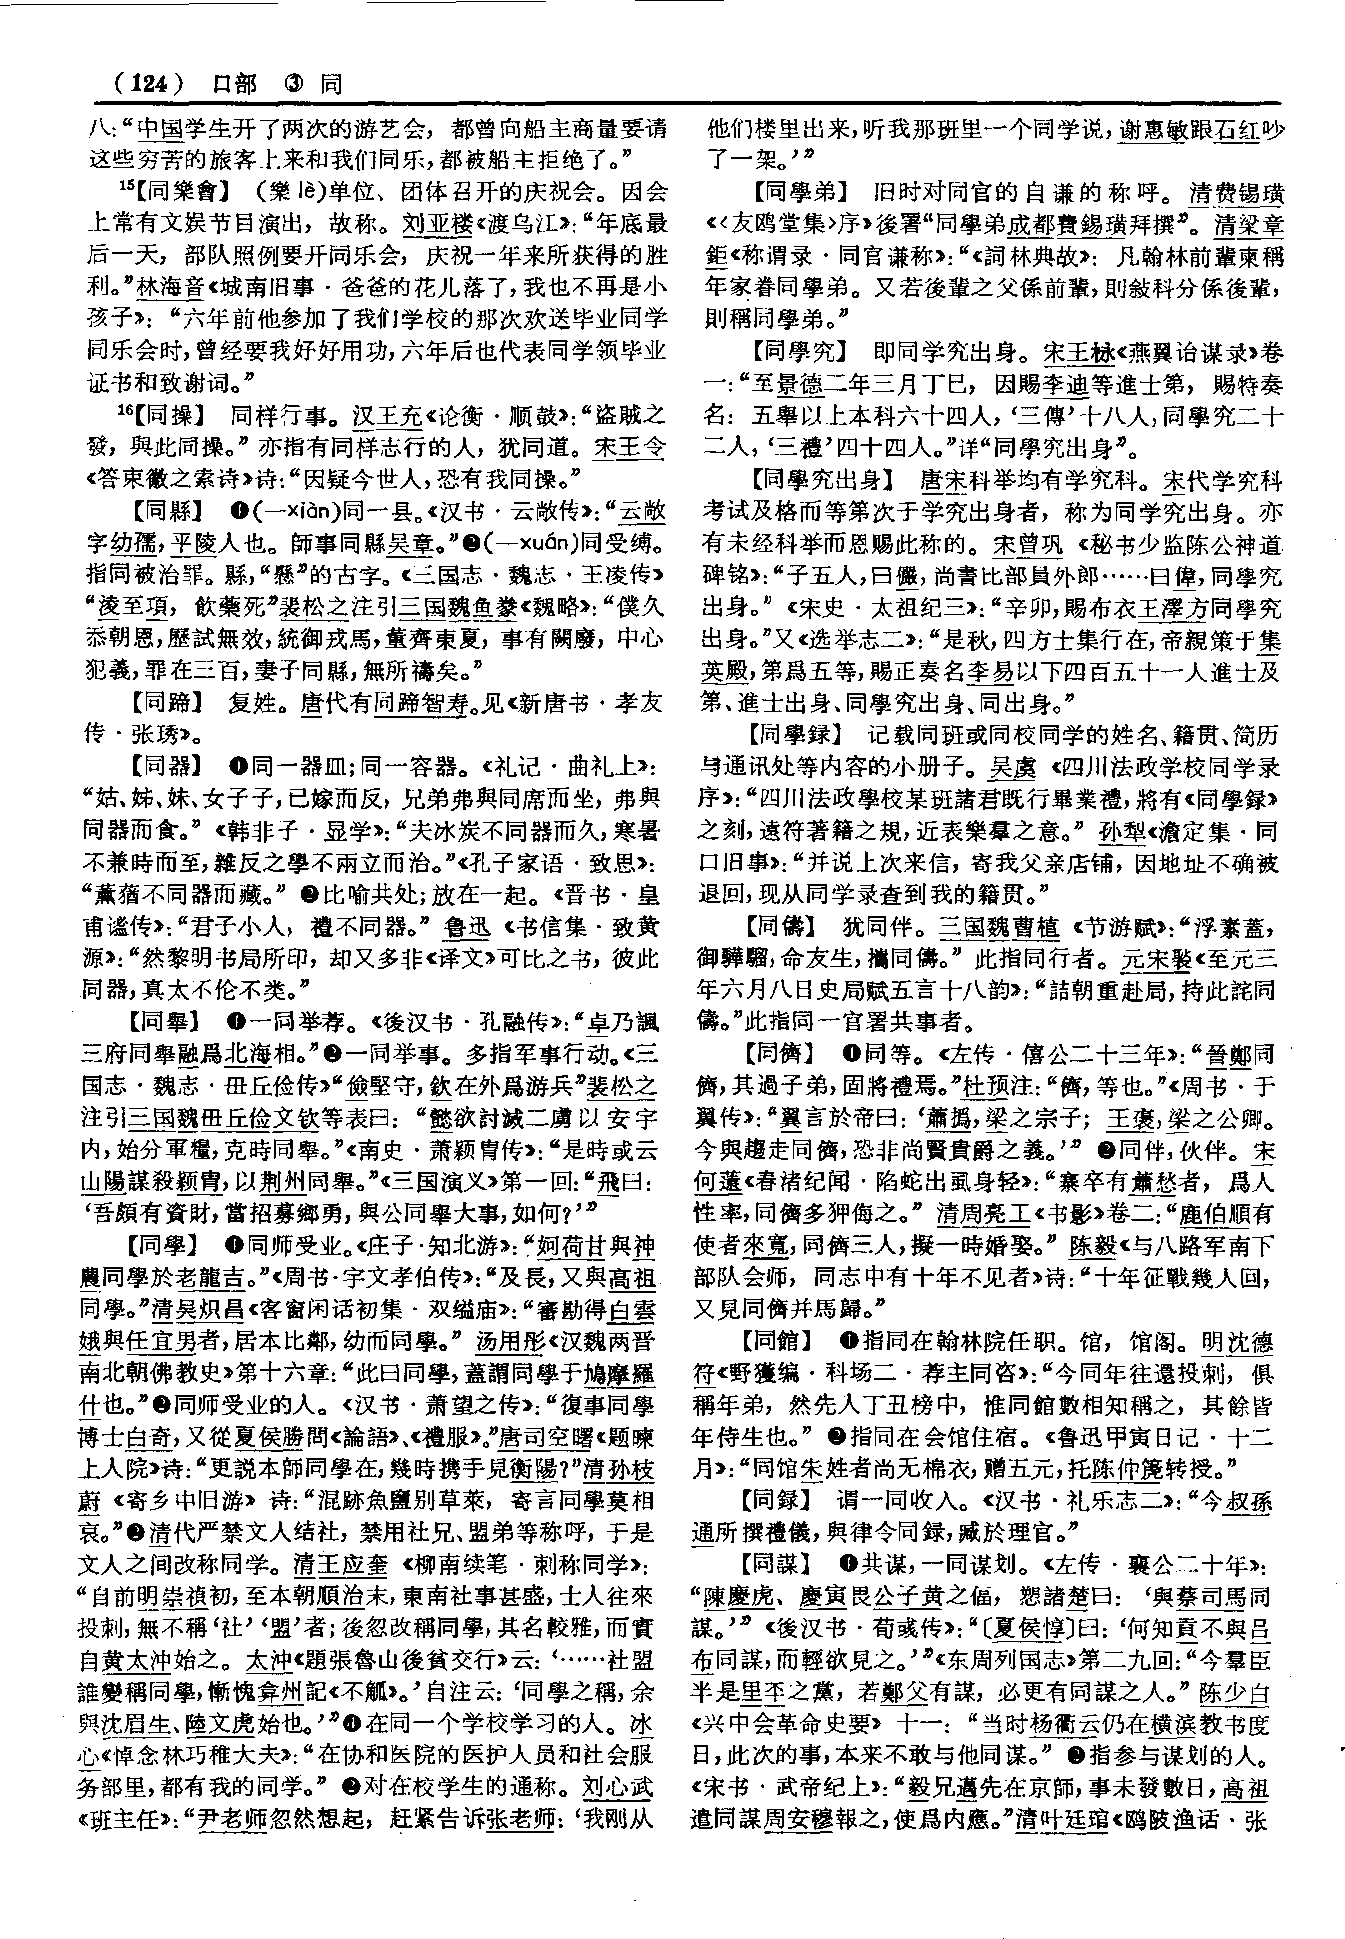 (124) 口部 ③ 同
八：“中国学生开了两次的游艺会，都曾向船主商量要请
这些穷苦的旅客上来和我们同乐，都被船主拒绝了。”
15【同樂會】 (樂 lè)单位、团体召开的庆祝会。因会
上常有文娱节目演出，故称。刘亚楼《渡乌江》：“年底最
后一天，部队照例要开同乐会，庆祝一年来所获得的胜
利。”林海音《城南旧事·爸爸的花儿落了，我也不再是小
孩子》：“六年前他参加了我们学校的那次欢送毕业同学
同乐会时，曾经要我好好用功，六年后也代表同学领毕业
证书和致谢词。”
16【同操】 同样行事。汉王充《论衡·顺鼓》：“盗賊之
發，與此同操。”亦指有同样志行的人，犹同道。宋王令
《答束徽之索诗》诗：“因疑今世人，恐有我同操。”
【同縣】 ❶(—xiàn)同一县。《汉书·云敞传》：“云敞
字幼孺，平陵人也。師事同縣吴章。”❷(—xuán)同受缚。
指同被治罪。縣，“懸”的古字。《三国志·魏志·王凌传》
“淩至項，飲藥死”裴松之注引三国魏鱼豢《魏略》：“僕久
忝朝恩，歷試無效，統御戎馬，董齊東夏，事有闕廢，中心
犯義，罪在三百，妻子同縣，無所禱矣。”
【同蹄】 复姓。唐代有同蹄智寿。见《新唐书·孝友
传·张琇》。
【同器】 ❶同一器皿；同一容器。《礼记·曲礼上》：
“姑、姊、妹、女子子，已嫁而反，兄弟弗與同席而坐，弗與
同器而食。”《韩非子·显学》：“夫冰炭不同器而久，寒暑
不兼時而至，雜反之學不兩立而治。”《孔子家语·致思》：
“薰蕕不同器而藏。” ❷比喻共处；放在一起。《晋书·皇
甫谧传》：“君子小人，禮不同器。”鲁迅《书信集·致黄
源》：“然黎明书局所印，却又多非《译文》可比之书，彼此
同器，真太不伦不类。”
【同舉】 ❶一同举荐。《後汉书·孔融传》：“卓乃諷
三府同舉融爲北海相。”❷一同举事。多指军事行动。《三
国志·魏志·毌丘俭传》“儉堅守，欽在外爲游兵”裴松之
注引三国魏毌丘俭文钦等表曰：“懿欲討滅二虜以安宇
内，始分軍糧，克時同舉。”《南史·萧颖胄传》：“是時或云
山陽謀殺颖胄，以荆州同舉。”《三国演义》第一回：“飛曰：
‘吾頗有資財，當招募鄉勇，與公同舉大事，如何？’”
【同學】 ❶同师受业。《庄子·知北游》：“妸荷甘與神
農同學於老龍吉。”《周书·宇文孝伯传》：“及長，又與高祖
同學。”清吴炽昌《客窗闲话初集·双缢庙》：“審勘得白雲
娥與任宜男者，居本比鄰，幼而同學。” 汤用彤《汉魏两晋
南北朝佛教史》第十六章：“此曰同學，蓋謂同學于鳩摩羅
什也。”❷同师受业的人。《汉书·萧望之传》：“復事同學
博士白奇，又從夏侯勝問《論語》、《禮服》。”唐司空曙《题暕
上人院》诗：“更説本師同學在，幾時携手見衡陽？”清孙枝
蔚《寄乡中旧游》诗：“混跡魚鹽别草萊，寄言同學莫相
哀。”❸清代严禁文人结社，禁用社兄、盟弟等称呼，于是
文人之间改称同学。清王应奎《柳南续笔·刺称同学》：
“自前明崇禎初，至本朝順治末，東南社事甚盛，士人往來
投刺，無不稱‘社’‘盟’者；後忽改稱同學，其名較雅，而實
自黄太沖始之。太沖《題張魯山後貧交行》云：‘……社盟
誰變稱同學，慚愧弇州記《不觚》。’自注云：‘同學之稱，余
與沈眉生、陸文虎始也。’”❹在同一个学校学习的人。冰
心《悼念林巧稚大夫》：“在协和医院的医护人员和社会服
务部里，都有我的同学。” ❺对在校学生的通称。刘心武
《班主任》：“尹老师忽然想起，赶紧告诉张老师：‘我刚从
他们楼里出来，听我那班里一个同学说，谢惠敏跟石红吵
了一架。’”
【同學弟】 旧时对同官的自谦的称呼。清费锡璜
《〈友鸥堂集〉序》後署“同學弟成都費錫璜拜撰”。清梁章
鉅《称谓录·同官谦称》：“《詞林典故》：凡翰林前輩柬稱
年家眷同學弟。又若後輩之父係前輩，則敍科分係後輩，
則稱同學弟。”
【同學究】 即同学究出身。宋王栐《燕翼诒谋录》卷
一：“至景德二年三月丁巳，因賜李迪等進士第，賜特奏
名：五舉以上本科六十四人，‘三傳’十八人，同學究二十
二人，‘三禮’四十四人。”详“同學究出身”。
【同學究出身】 唐宋科举均有学究科。宋代学究科
考试及格而等第次于学究出身者，称为同学究出身。亦
有未经科举而恩赐此称的。宋曾巩《秘书少监陈公神道
碑铭》：“子五人，曰儼，尚書比部員外郎……曰偉，同學究
出身。”《宋史·太祖纪三》：“辛卯，賜布衣王澤方同學究
出身。”又《选举志二》：“是秋，四方士集行在，帝親策于集
英殿，第爲五等，賜正奏名李易以下四百五十一人進士及
第、進士出身、同學究出身、同出身。”
【同學録】 记载同班或同校同学的姓名、籍贯、简历
与通讯处等内容的小册子。吴虞《四川法政学校同学录
序》：“四川法政學校某班諸君既行畢業禮，將有《同學録》
之刻，遠符著籍之規，近表樂羣之意。” 孙犁《澹定集·同
口旧事》：“并说上次来信，寄我父亲店铺，因地址不确被
退回，现从同学录查到我的籍贯。”
【同儔】 犹同伴。三国魏曹植《节游赋》：“浮素蓋，
御驊騮，命友生，攜同儔。” 此指同行者。元宋褧《至元三
年六月八日史局赋五言十八韵》：“詰朝重赴局，持此詫同
儔。”此指同一官署共事者。
【同儕】 ❶同等。《左传·僖公二十三年》：“晉鄭同
儕，其過子弟，固將禮焉。”杜预注：“儕，等也。”《周书·于
翼传》：“翼言於帝曰：‘蕭撝，梁之宗子；王褒，梁之公卿。
今與趨走同儕，恐非尚賢貴爵之義。’” ❷同伴，伙伴。宋
何薳《春渚纪闻·陷蛇出虱身轻》：“寨卒有蕭愁者，爲人
性率，同儕多狎侮之。” 清周亮工《书影》卷二：“鹿伯順有
使者來寬，同儕三人，擬一時婚娶。” 陈毅《与八路军南下
部队会师，同志中有十年不见者》诗：“十年征戰幾人回，
又見同儕并馬歸。”
【同館】 ❶指同在翰林院任职。馆，馆阁。明沈德
符《野獲编·科场二·荐主同咨》：“今同年往還投刺，俱
稱年弟，然先人丁丑榜中，惟同館數相知稱之，其餘皆
年侍生也。” ❷指同在会馆住宿。《鲁迅甲寅日记·十二
月》：“同馆朱姓者尚无棉衣，赠五元，托陈仲篪转授。”
【同録】 谓一同收入。《汉书·礼乐志二》：“今叔孫
通所撰禮儀，與律令同録，臧於理官。”
【同謀】 ❶共谋，一同谋划。《左传·襄公二十年》：
“陳慶虎、慶寅畏公子黄之偪，愬諸楚曰：‘與蔡司馬同
謀。’”《後汉书·荀彧传》：“〔夏侯惇〕曰：‘何知貢不與吕
布同謀，而輕欲見之。’”《东周列国志》第二九回：“今羣臣
半是里丕之黨，若鄭父有謀，必更有同謀之人。” 陈少白
《兴中会革命史要》十一：“当时杨衢云仍在横滨教书度
日，此次的事，本来不敢与他同谋。” ❷指参与谋划的人。
《宋书·武帝纪上》：“毅兄邁先在京師，事未發數日，高祖
遣同謀周安穆報之，使爲内應。”清叶廷琯《鸥陂渔话·张